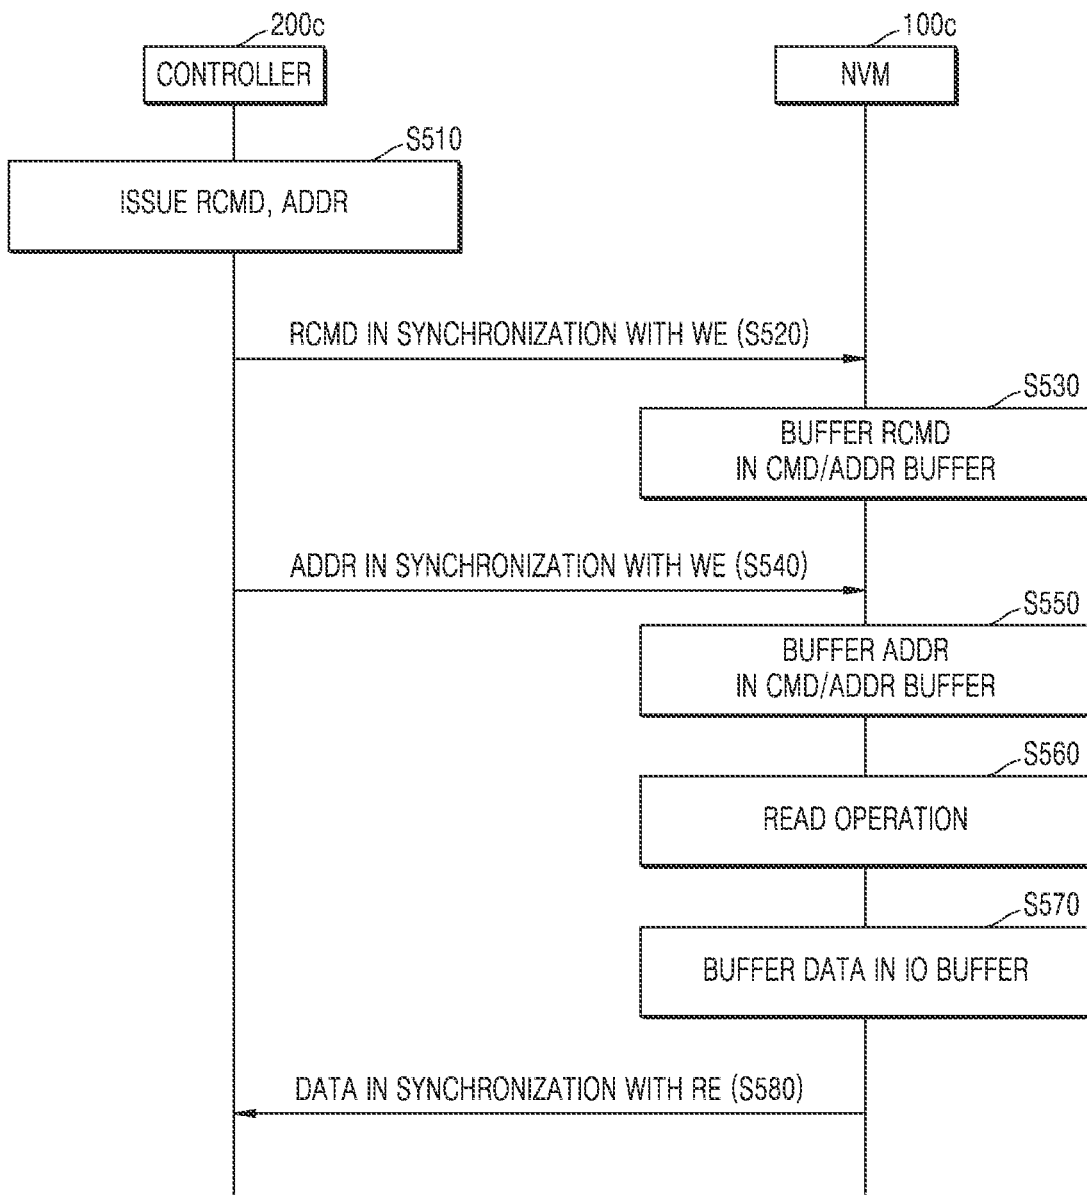 200c
100c
CONTROLLER
NVM
S510
ISSUE RCMD, ADDR
RCMD IN SYNCHRONIZATION WITH WE (S520)
S530
BUFFER RCMD
IN CMD/ADDR BUFFER
ADDR IN SYNCHRONIZATION WITH WE (S540)
S550
BUFFER ADDR
IN CMD/ADDR BUFFER
S560
READ OPERATION
S570
BUFFER DATA IN IO BUFFER
DATA IN SYNCHRONIZATION WITH RE (S580)